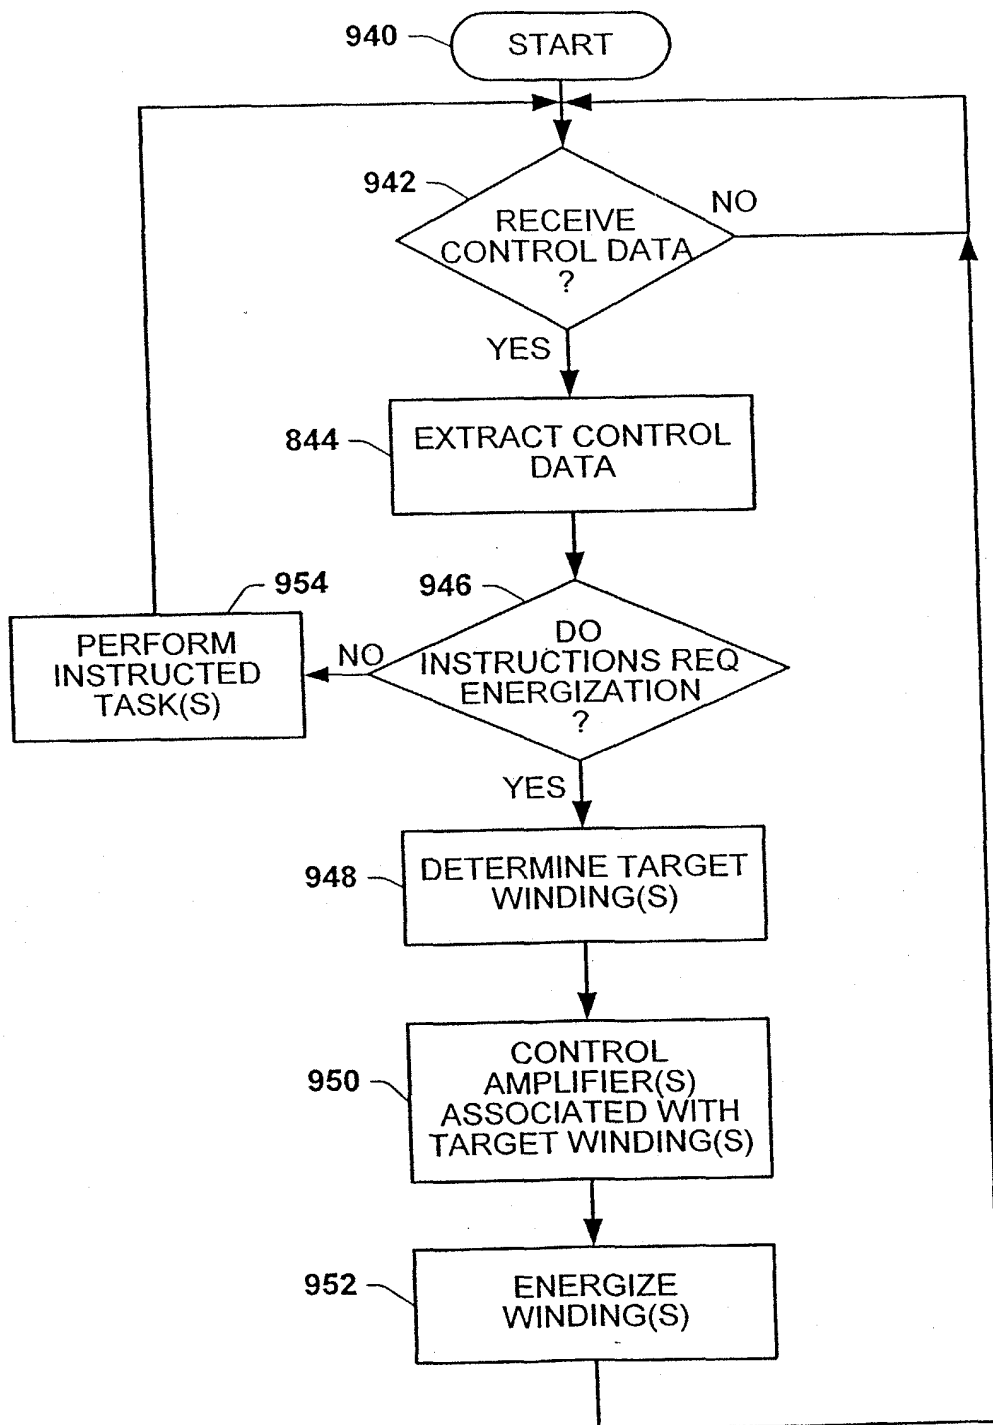 940
START
942
NO
RECEIVE
CONTROL DATA
?
YES
844
EXTRACT CONTROL
DATA
954
946
PERFORM
INSTRUCTED
TASK(S)
NO
DO
INSTRUCTIONS REQ
ENERGIZATION
?
YES
948
DETERMINE TARGET
WINDING(S)
950
CONTROL
AMPLIFIER(S)
ASSOCIATED WITH
TARGET WINDING(S)
952
ENERGIZE
WINDING(S)